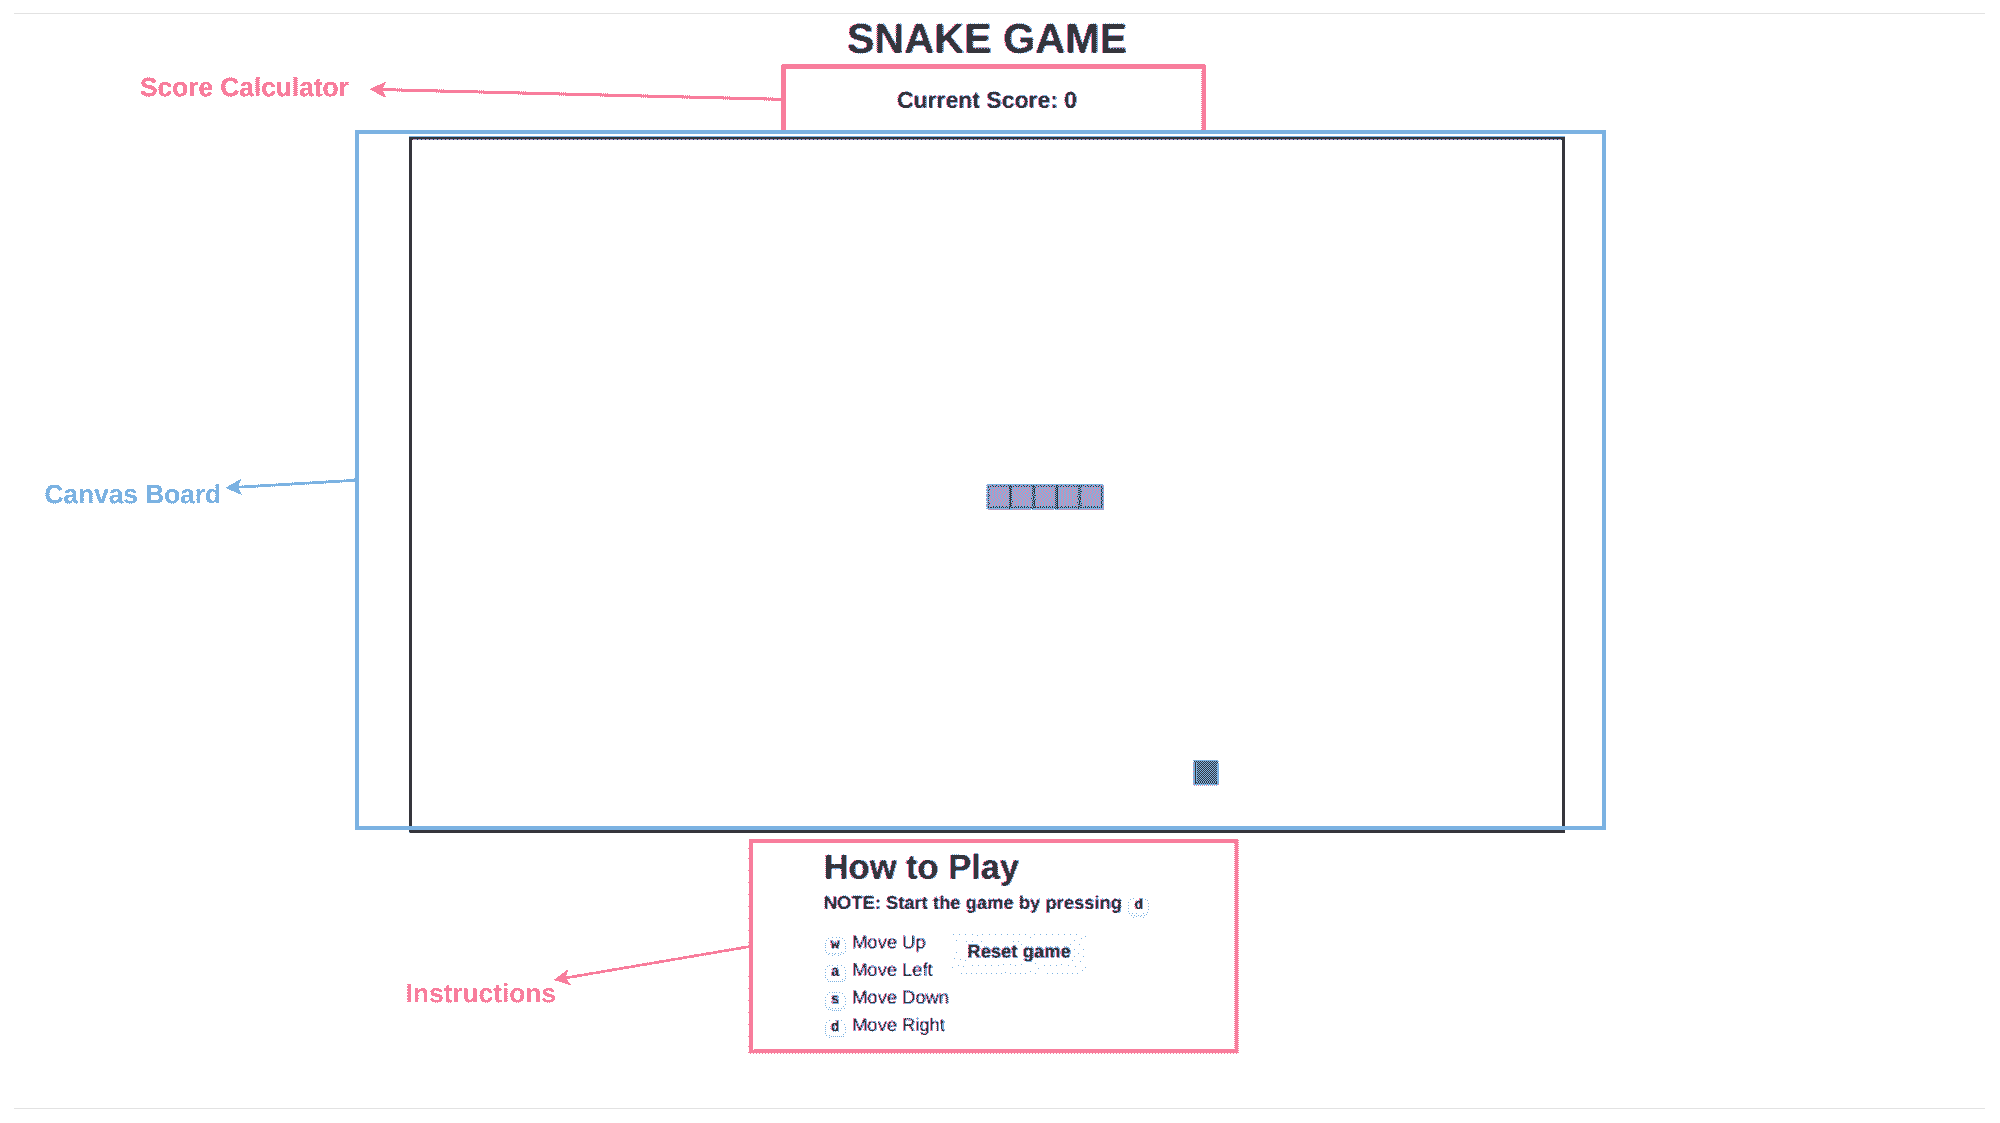 SNAKE GAME
Score Calculator
Current Score: 0
Canvas Board
How to Play
NOTE: Start the game by pressing d
w Move Up
Reset game
a Move Left
s Move Down
d Move Right
Instructions